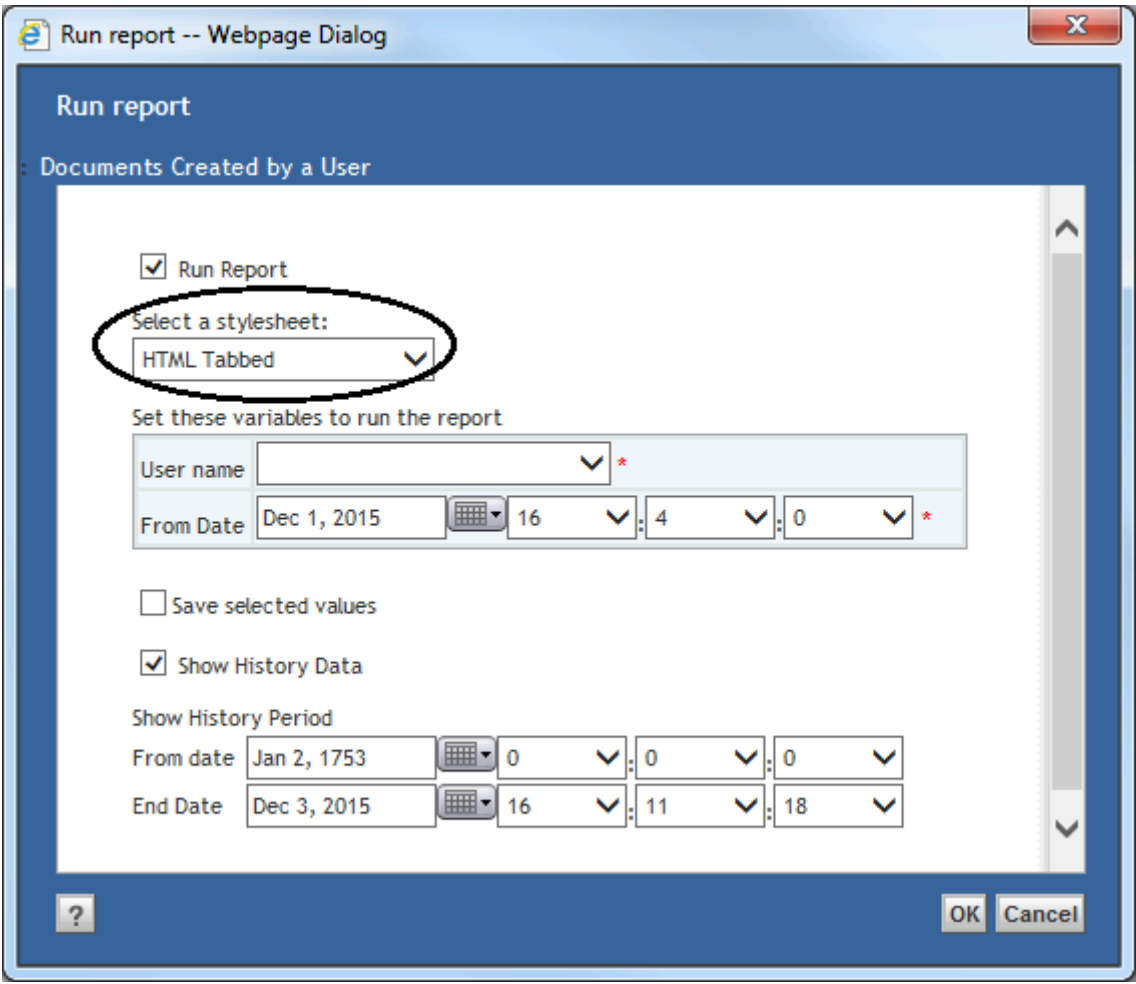 Run report -- Webpage Dialog
Run report
: Documents Created by a User
Run Report
Select a stylesheet:
HTML Tabbed
Set these variables to run the report
User name *
From Date Dec 1, 2015 16 : 4 : 0 *
Save selected values
Show History Data
Show History Period
From date Jan 2, 1753 0 : 0 : 0
End Date Dec 3, 2015 16 : 11 : 18
? OK Cancel